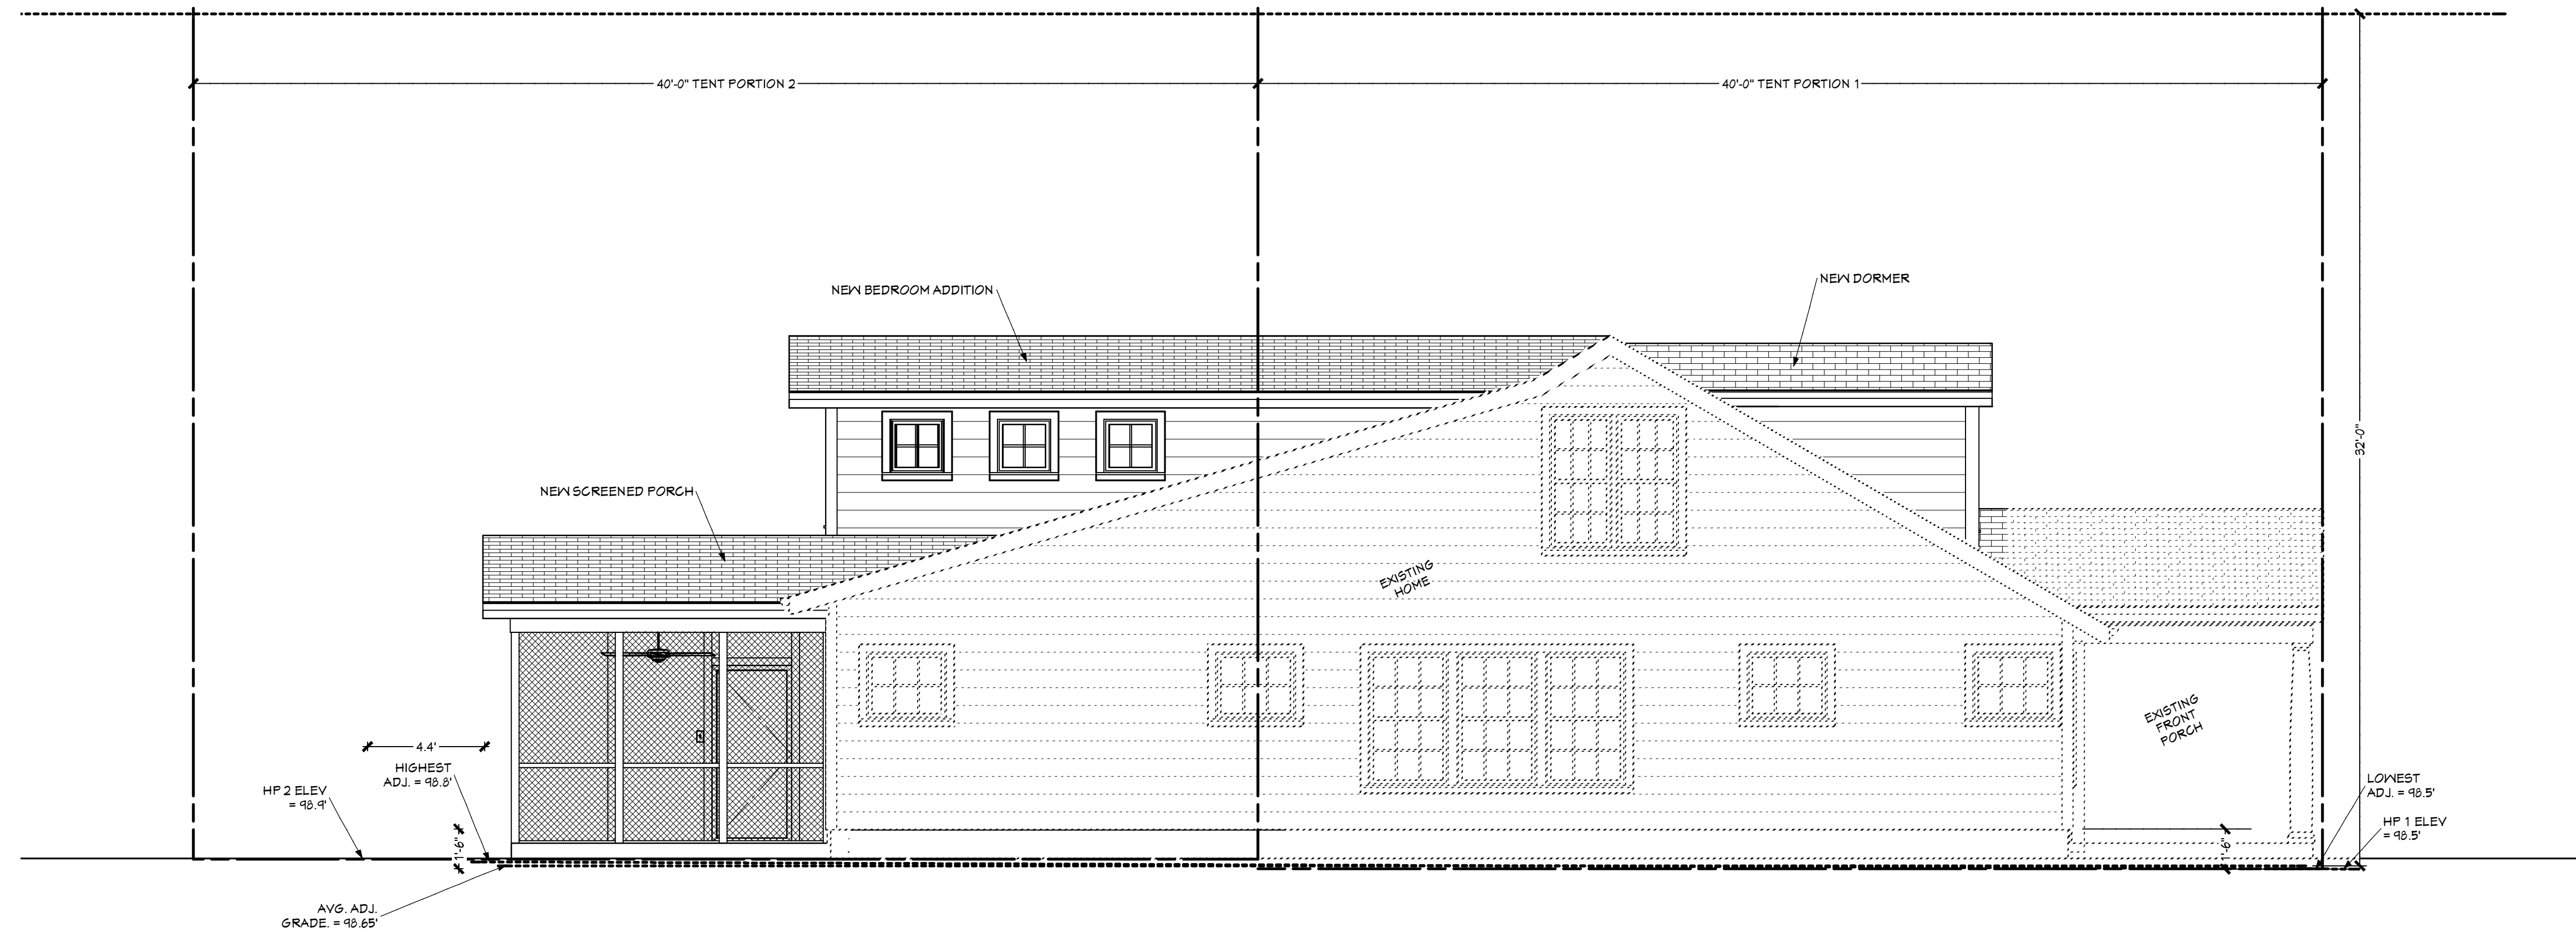 40'-0" TENT PORTION 2
40'-0" TENT PORTION 1
NEW DORMER
NEW BEDROOM ADDITION
32'-0"
NEW SCREENED PORCH
EXISTING
HOME
EXISTING
FRONT
PORCH
4.4'
HIGHEST
ADJ. = 98.8'
HP 2 ELEV
= 98.9'
LOWEST
ADJ. = 98.5'
HP 1 ELEV
= 98.5'
1'-6"
1'-6"
AVG. ADJ.
GRADE. = 98.65'